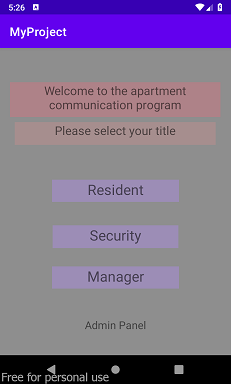 5:26
MyProject
Welcome to the apartment
communication program
Please select your title
Resident
Security
Manager
Admin Panel
Free for personal use